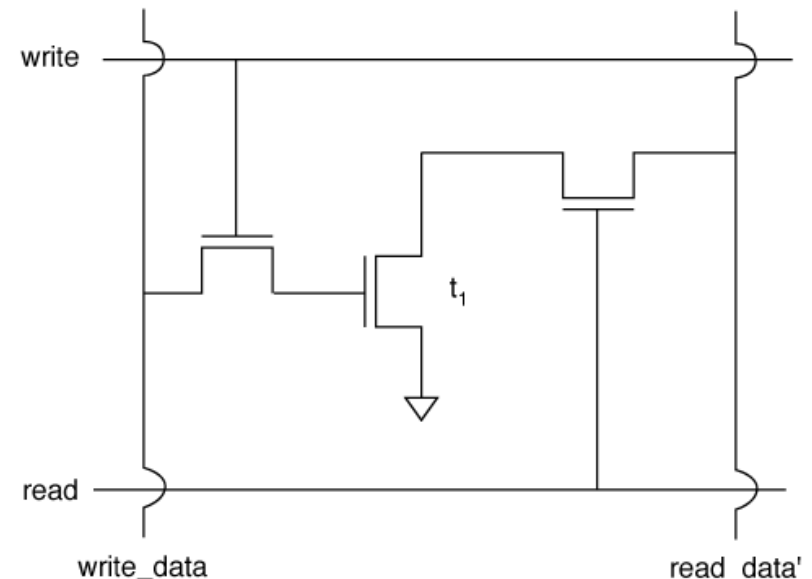 write
t₁
read
write_data
read_data'